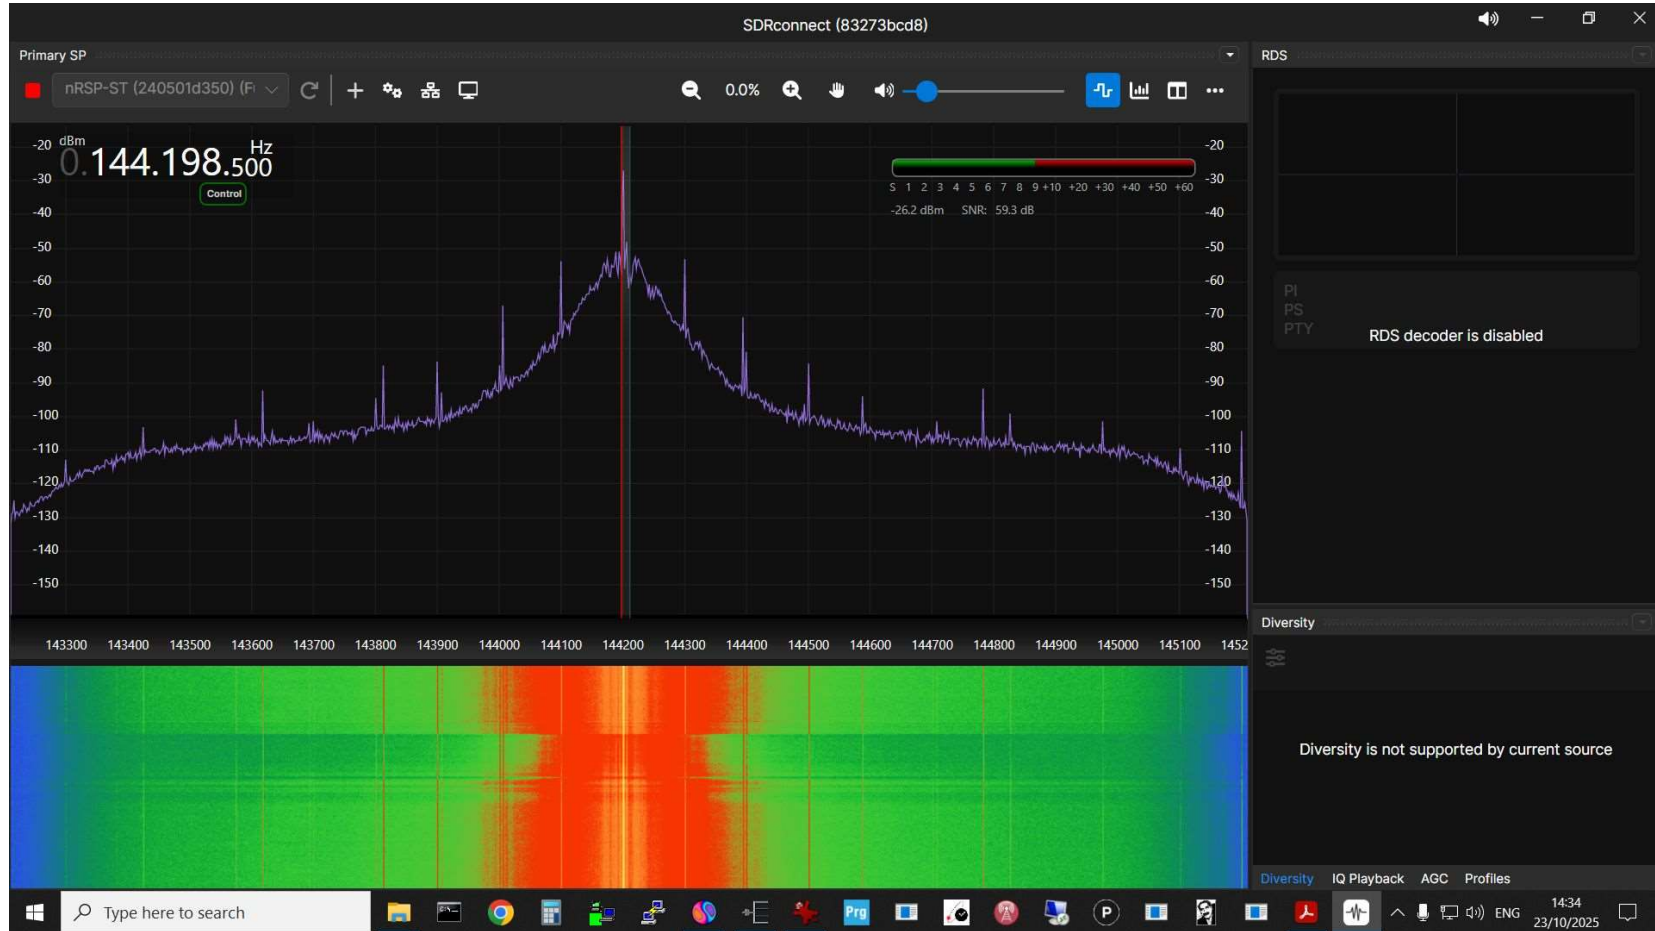 SDRconnect (83273bcd8)
Primary SP
RDS
nRSP-ST (240501d350) (F
0.0%
dBm
0.144.198.500 Hz
Control
-20
-30
-40
-50
-60
-70
-80
-90
-100
-110
-120
-130
-140
-150
S 1 2 3 4 5 6 7 8 9 +10 +20 +30 +40 +50 +60
-26.2 dBm SNR: 59.3 dB
-20
-30
-40
-50
-60
-70
-80
-90
-100
-110
-120
-130
-140
-150
143300 143400 143500 143600 143700 143800 143900 144000 144100 144200 144300 144400 144500 144600 144700 144800 144900 145000 145100 1452
PI
PS
PTY
RDS decoder is disabled
Diversity
Diversity is not supported by current source
Diversity IQ Playback AGC Profiles
Type here to search
Prg
P
ENG
14:34
23/10/2025